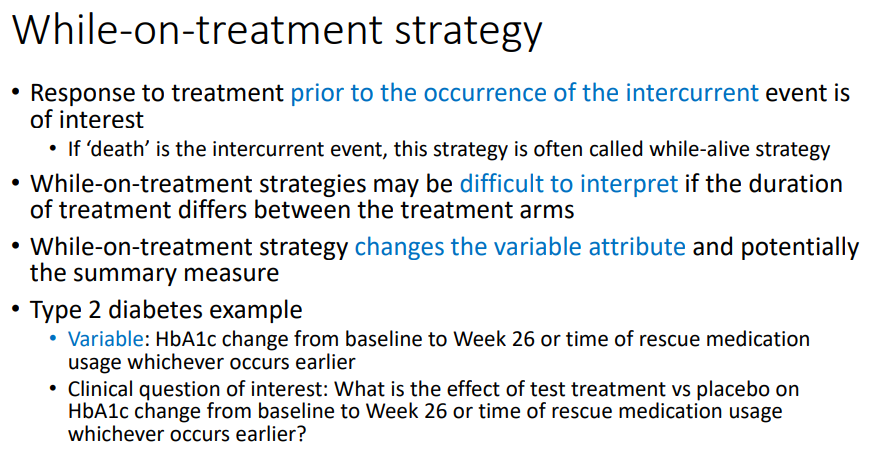 While-on-treatment strategy
• Response to treatment prior to the occurrence of the intercurrent event is
of interest
• If ‘death’ is the intercurrent event, this strategy is often called while-alive strategy
• While-on-treatment strategies may be difficult to interpret if the duration
of treatment differs between the treatment arms
• While-on-treatment strategy changes the variable attribute and potentially
the summary measure
• Type 2 diabetes example
• Variable: HbA1c change from baseline to Week 26 or time of rescue medication
usage whichever occurs earlier
• Clinical question of interest: What is the effect of test treatment vs placebo on
HbA1c change from baseline to Week 26 or time of rescue medication usage
whichever occurs earlier?